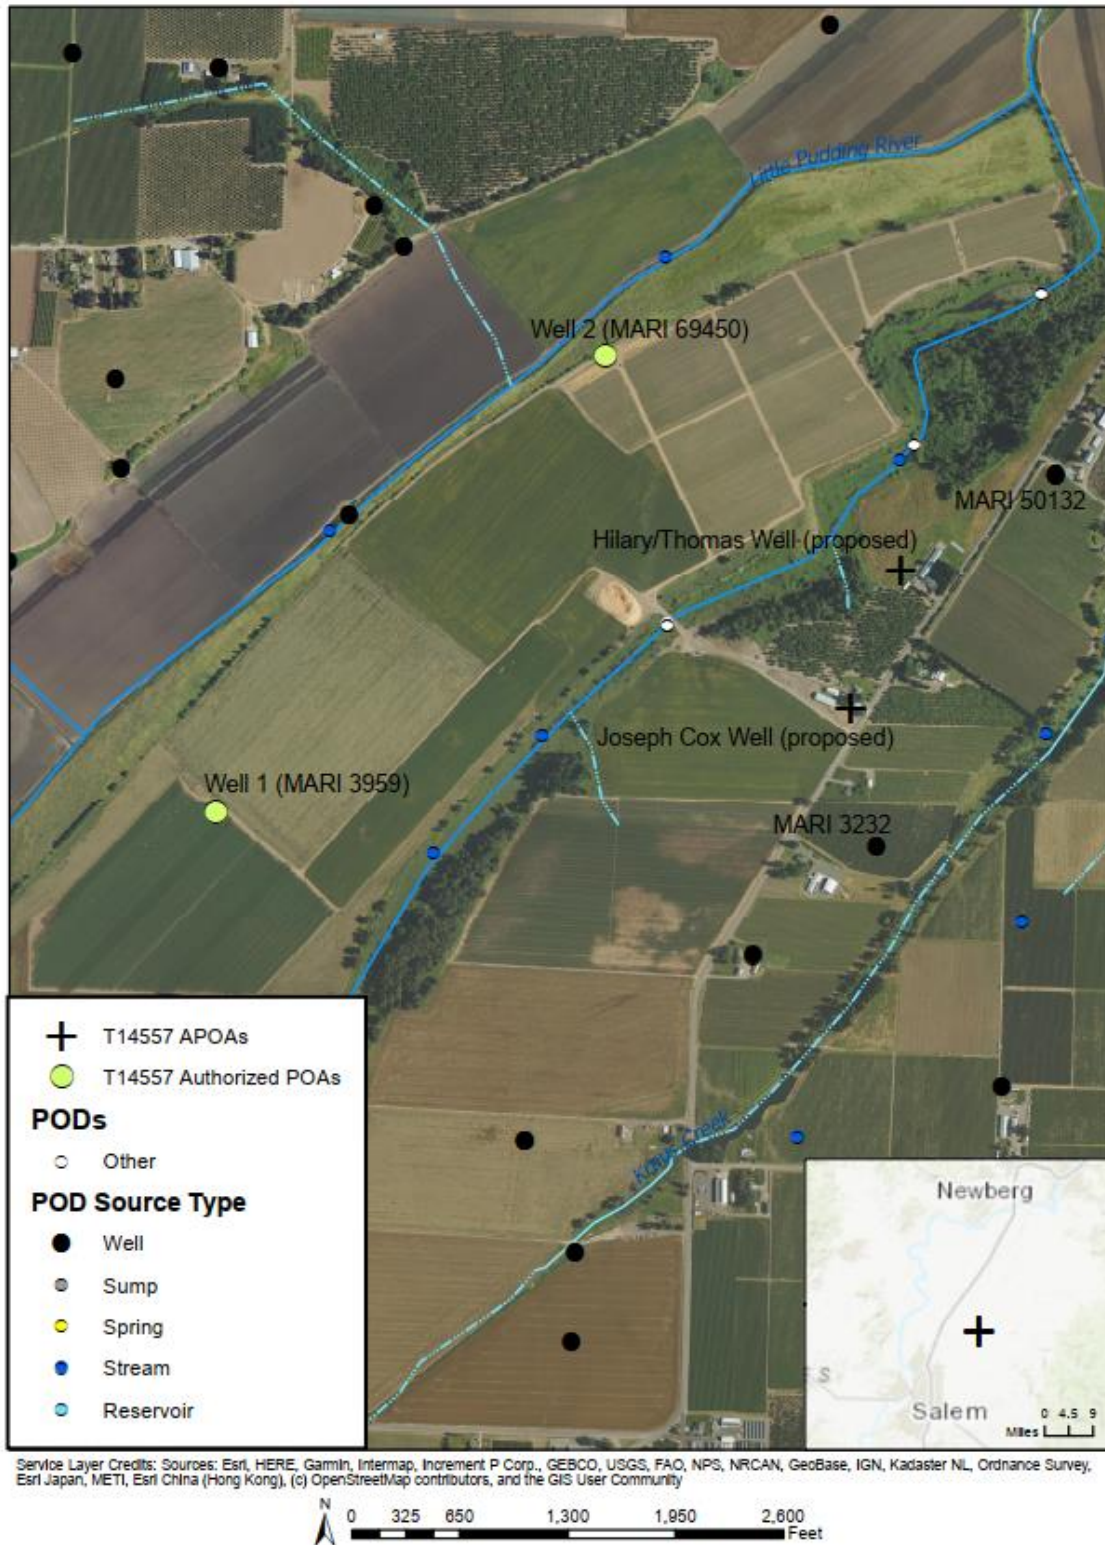 Little Pudding River
Well 2 (MARI 69450)
MARI 50132
Hilary/Thomas Well (proposed)
Joseph Cox Well (proposed)
Well 1 (MARI 3959)
MARI 3232
Creek
T14557 APOAs
T14557 Authorized POAs
PODs
Other
POD Source Type
Well
Sump
Spring
Stream
Reservoir
Newberg
S
Salem
0 4.5 9
Miles
Service Layer Credits: Sources: Esri, HERE, Garmin, Intermap, Increment P Corp., GEBCO, USGS, FAO, NPS, NRCAN, GeoBase, IGN, Kadaster NL, Ordnance Survey,
Esri Japan, METI, Esri China (Hong Kong), (c) OpenStreetMap contributors, and the GIS User Community
N
0 325 650 1,300 1,950 2,600
Feet